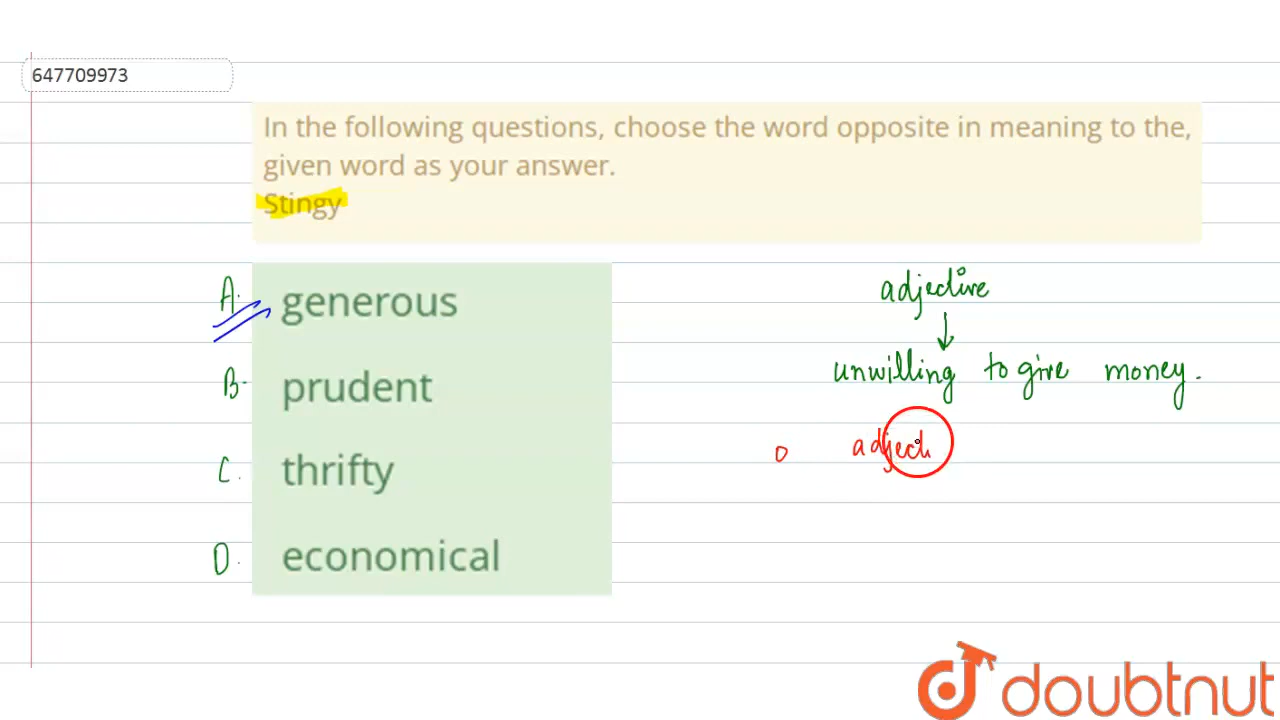 647709973
In the following questions, choose the word opposite in meaning to the,
given word as your answer.
Stingy
A. generous
B. prudent
C. thrifty
D. economical
adjective
↓
unwilling to give money.
o adjech
doubtnut